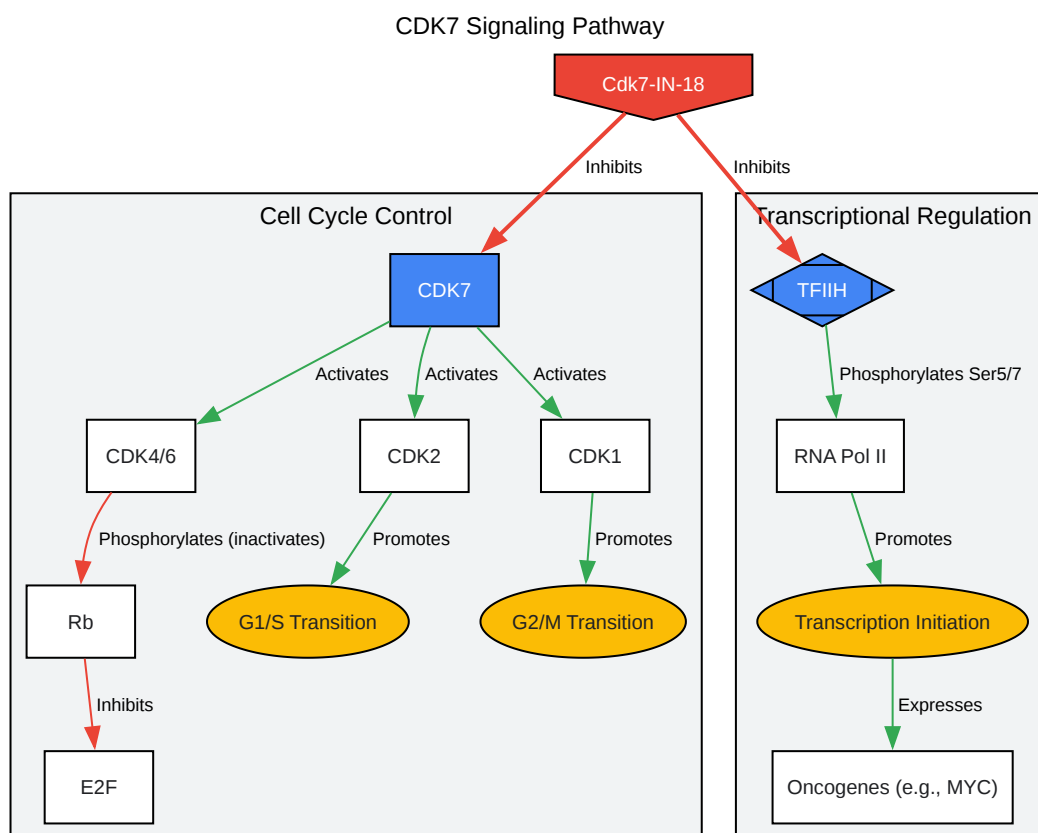 CDK7 Signaling Pathway
Cdk7-IN-18
Inhibits
Inhibits
Cell Cycle Control
Transcriptional Regulation
CDK7
TFIIH
Activates
Activates
Activates
Phosphorylates Ser5/7
CDK4/6
CDK2
CDK1
RNA Pol II
Phosphorylates (inactivates)
Promotes
Promotes
Promotes
Rb
G1/S Transition
G2/M Transition
Transcription Initiation
Inhibits
Expresses
E2F
Oncogenes (e.g., MYC)